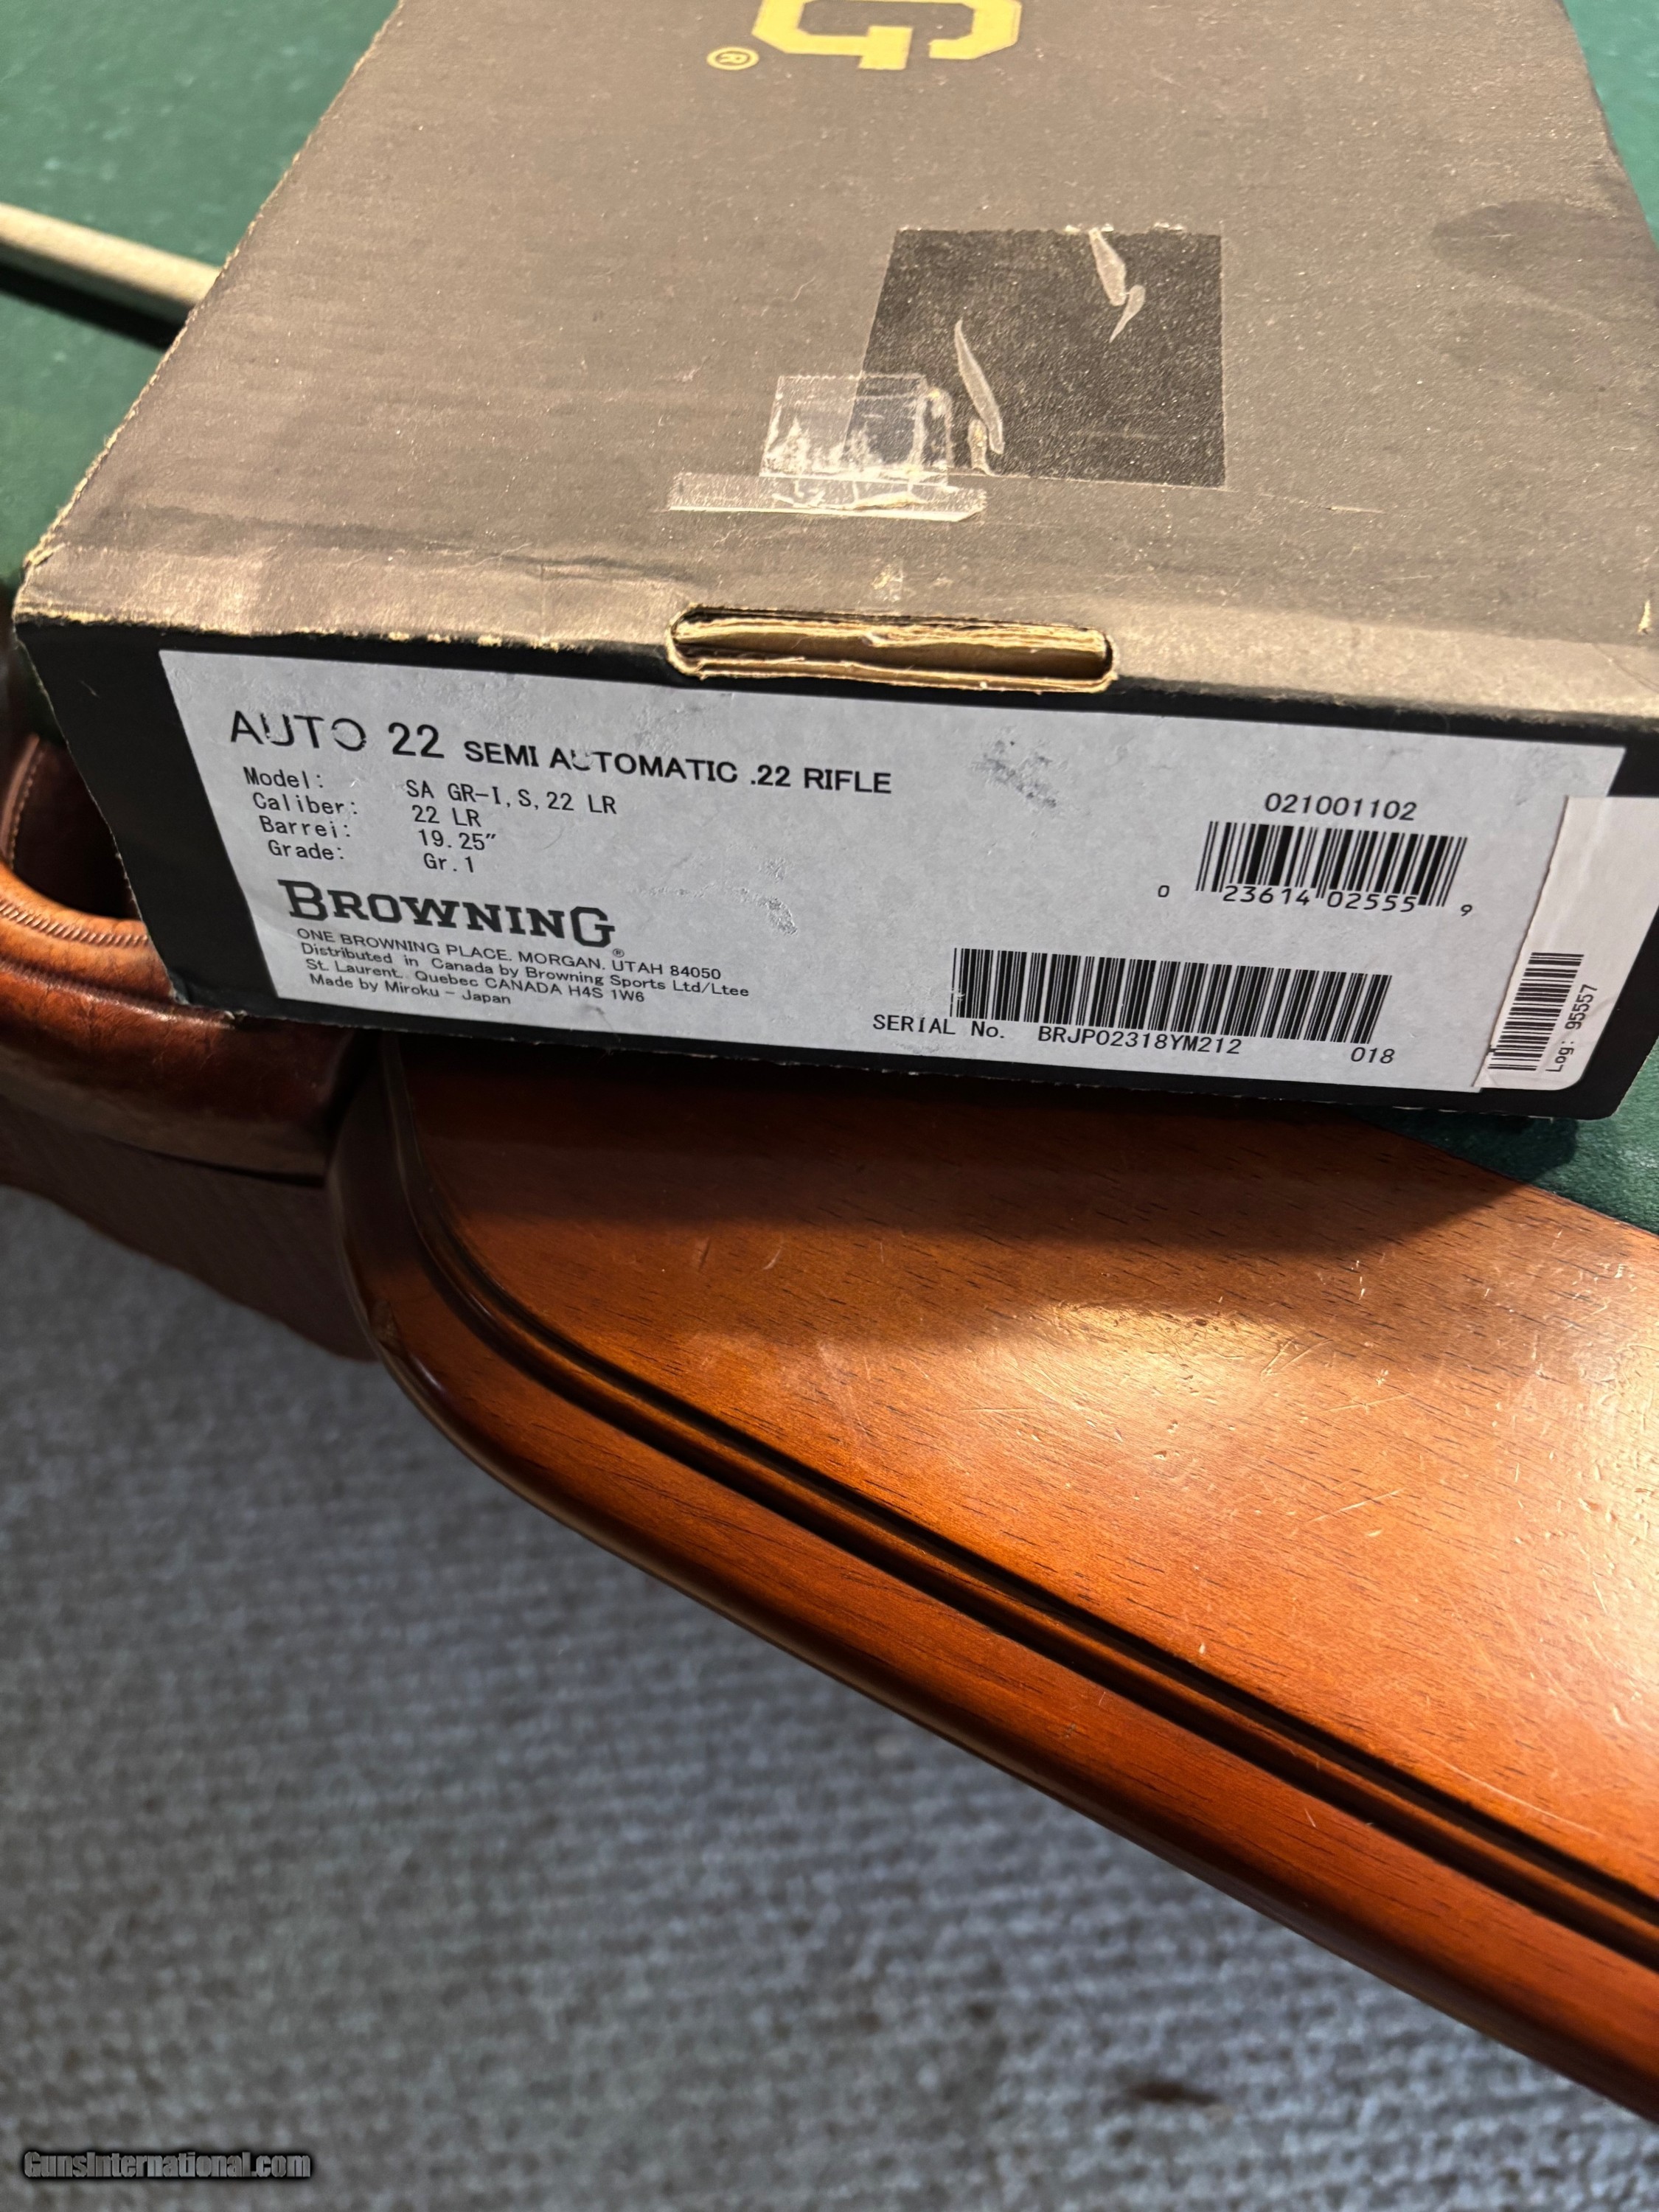 G®
AUTO 22 SEMI AUTOMATIC .22 RIFLE
Model: SA GR-I, S, 22 LR
Caliber: 22 LR
Barrel: 19.25"
Grade: Gr.1
BROWNING®
ONE BROWNING PLACE. MORGAN. UTAH 84050
Distributed in Canada by Browning Sports Ltd/Ltee
St. Laurent. Quebec CANADA H4S 1W6
Made by Miroku - Japan
021001102
0 23614 02555 9
SERIAL No. BRJP02318YM212 018
Log: 95557
GunsInternational.com